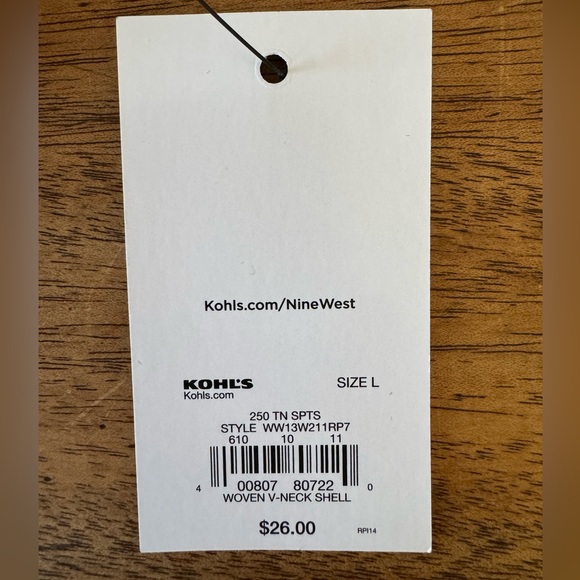 Kohls.com/NineWest
KOHL'S SIZE L
Kohls.com
250 TN SPTS
STYLE WW13W211RP7
610 10 11
4 00807 80722 0
WOVEN V-NECK SHELL
$26.00 RPI14